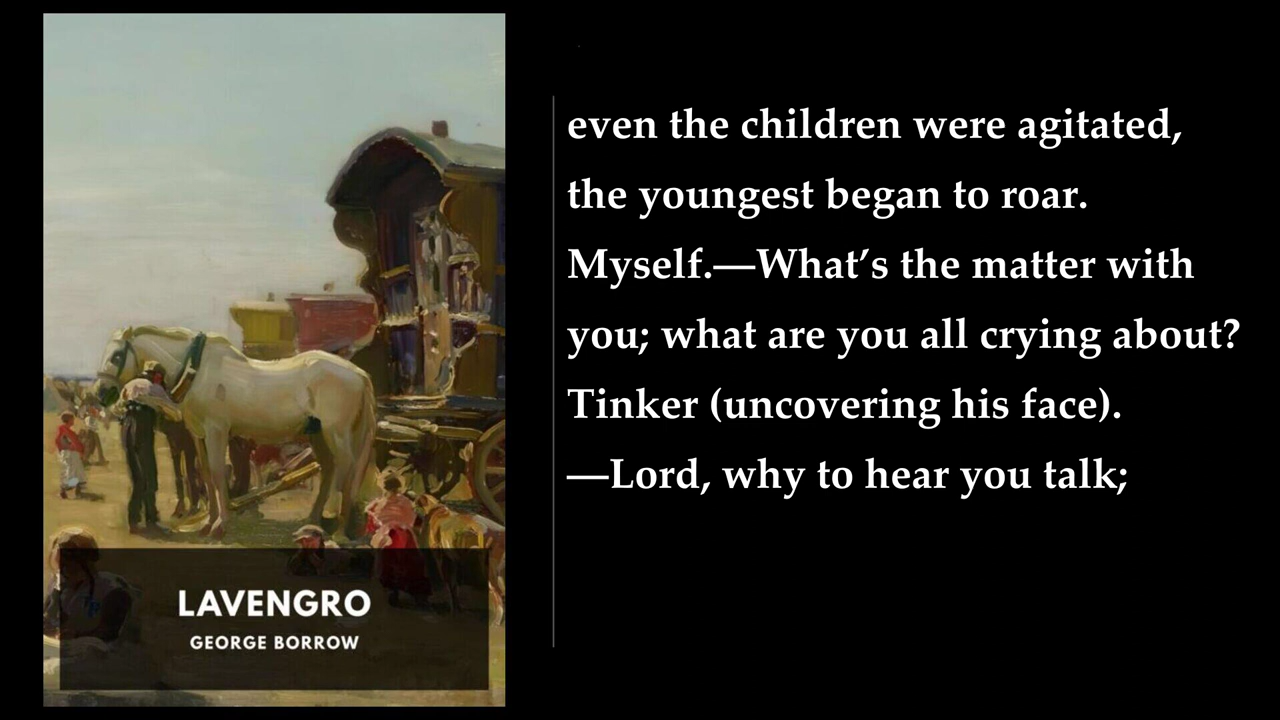 LAVENGRO
GEORGE BORROW
even the children were agitated,
the youngest began to roar.
Myself.—What’s the matter with
you; what are you all crying about?
Tinker (uncovering his face).
—Lord, why to hear you talk;